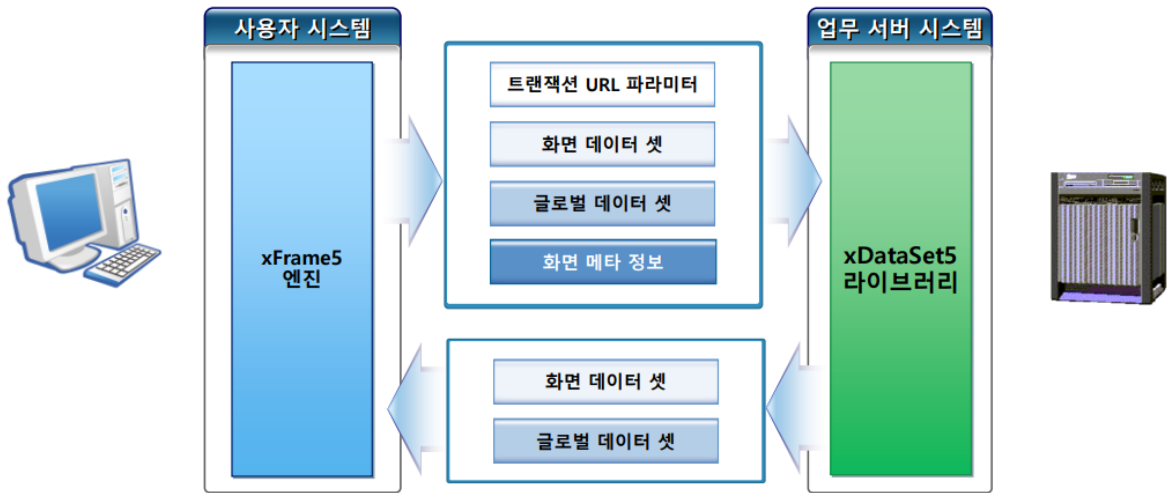 사용자 시스템
업무 서버 시스템
트랜잭션 URL 파라미터
화면 데이터 셋
글로벌 데이터 셋
화면 메타 정보
xFrame5
엔진
xDataSet5
라이브러리
화면 데이터 셋
글로벌 데이터 셋